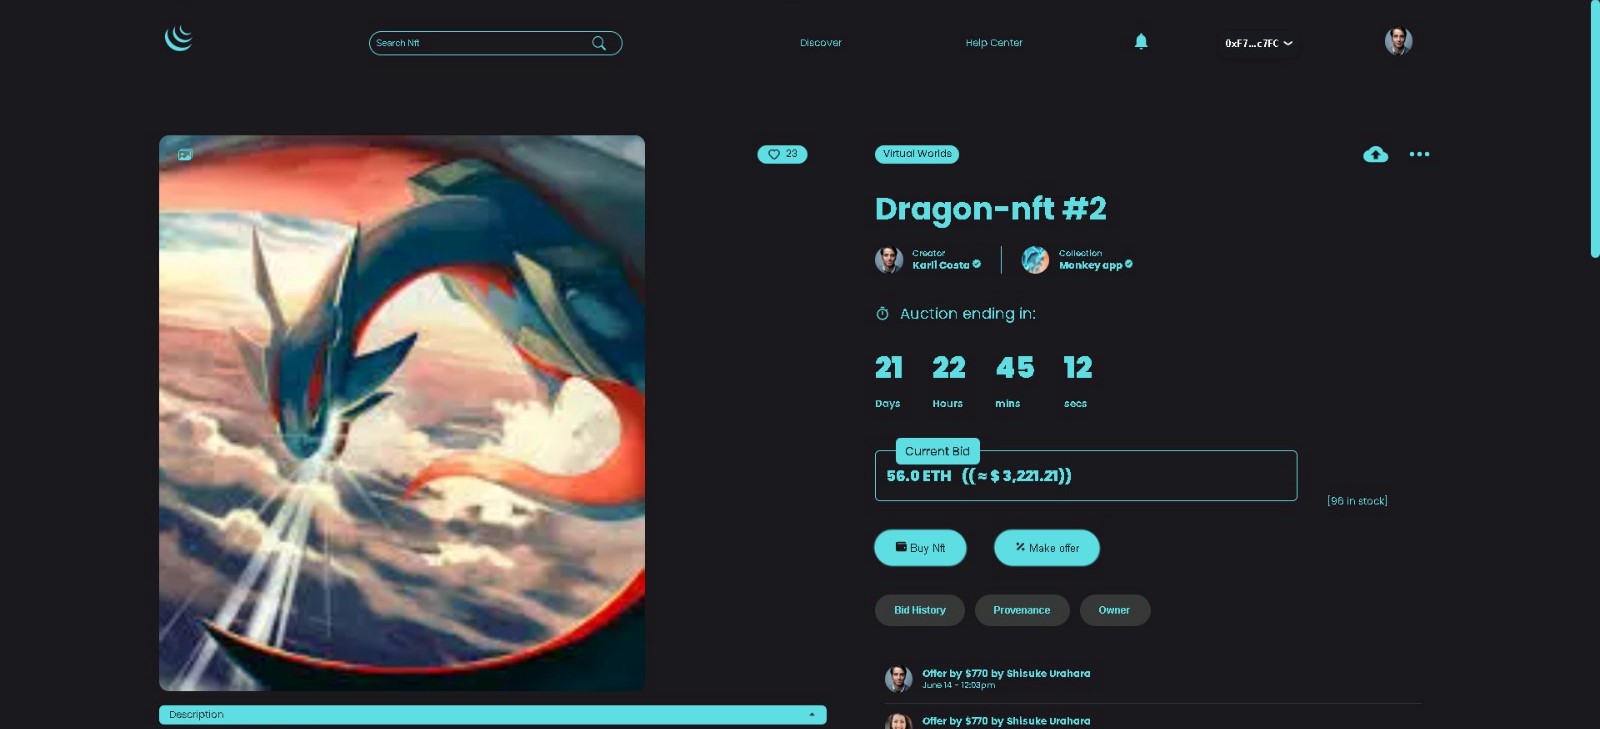 Search Nft
Discover
Help Center
0xF7...c7FC
23
Virtual Worlds
Dragon-nft #2
Creator
Karli Costa
Collection
Monkey app
Auction ending in:
21 22 45 12
Days Hours mins secs
Current Bid
56.0 ETH ((≈ $ 3,221.21))
[96 in stock]
Buy Nft
Make offer
Bid History
Provenance
Owner
Offer by $770 by Shisuke Urahara
June 14 - 12:03pm
Offer by $770 by Shisuke Urahara
Description